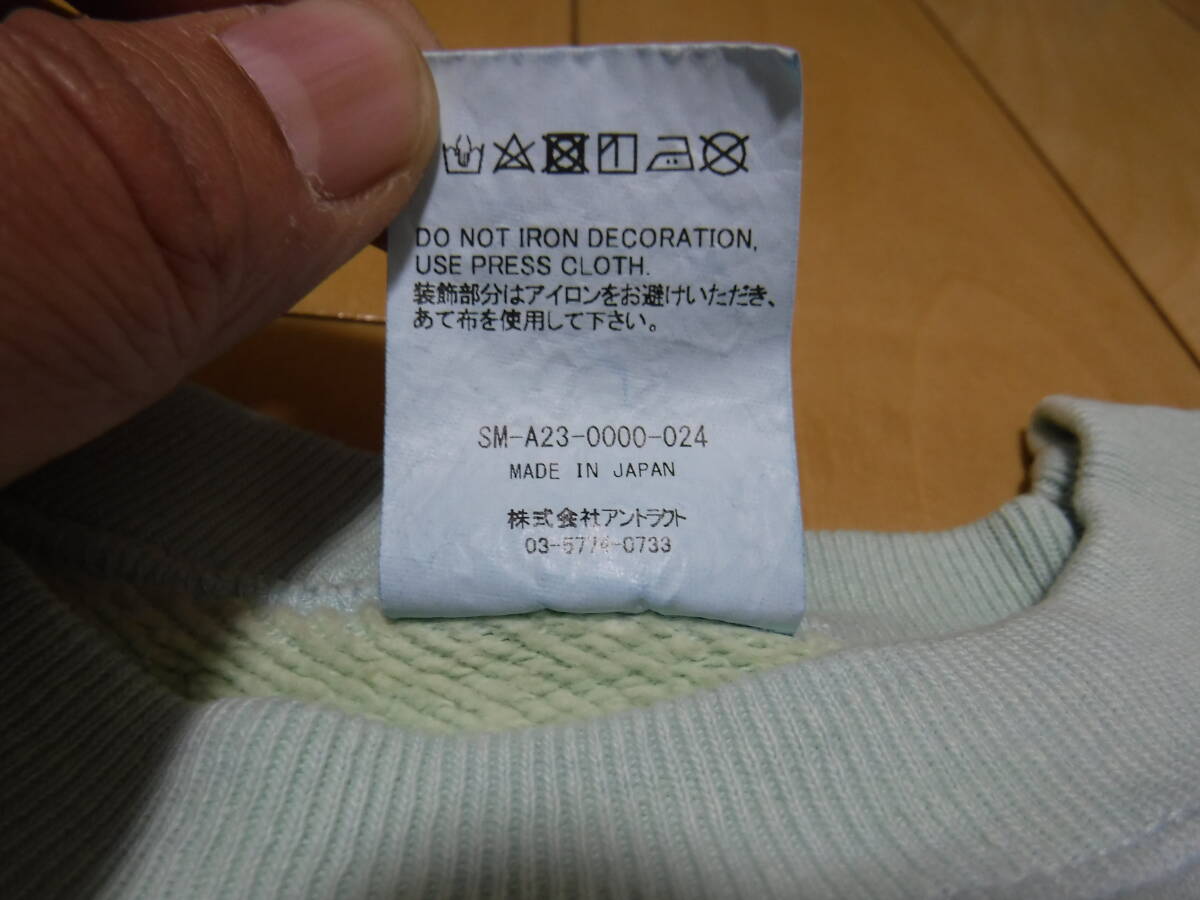 DO NOT IRON DECORATION,
USE PRESS CLOTH.
装飾部分はアイロンをお避けいただき、
あて布を使用して下さい。
SM-A23-0000-024
MADE IN JAPAN
株式会社アントラクト
03-5774-0733